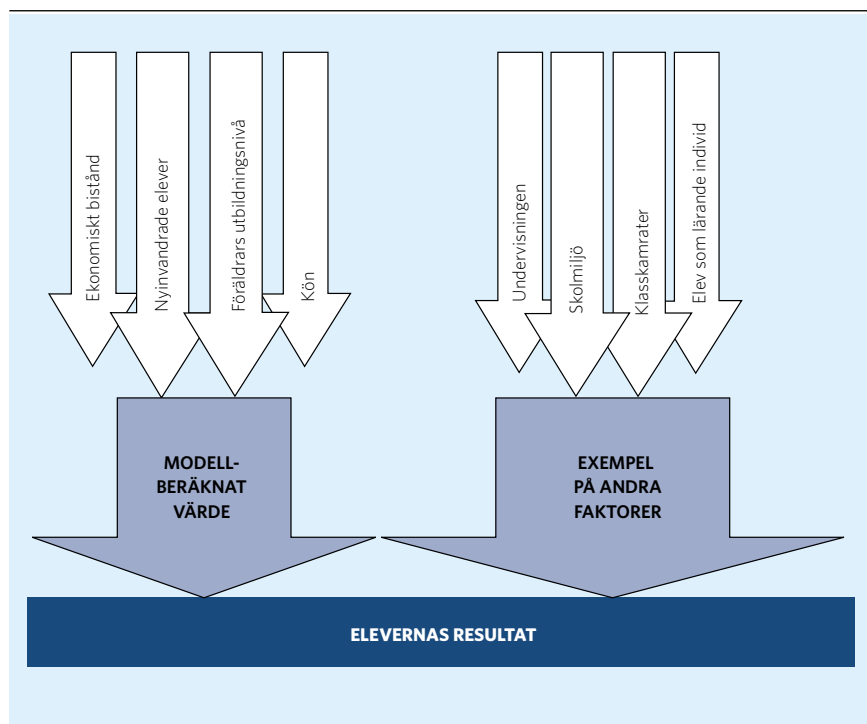 Ekonomiskt bistånd
Nyinvandrade elever
Föräldrars utbildningsnivå
Kön
Undervisningen
Skolmiljö
Klasskamrater
Elev som lärande individ
MODELL-
BERÄKNAT
VÄRDE
EXEMPEL
PÅ ANDRA
FAKTORER
ELEVERNAS RESULTAT